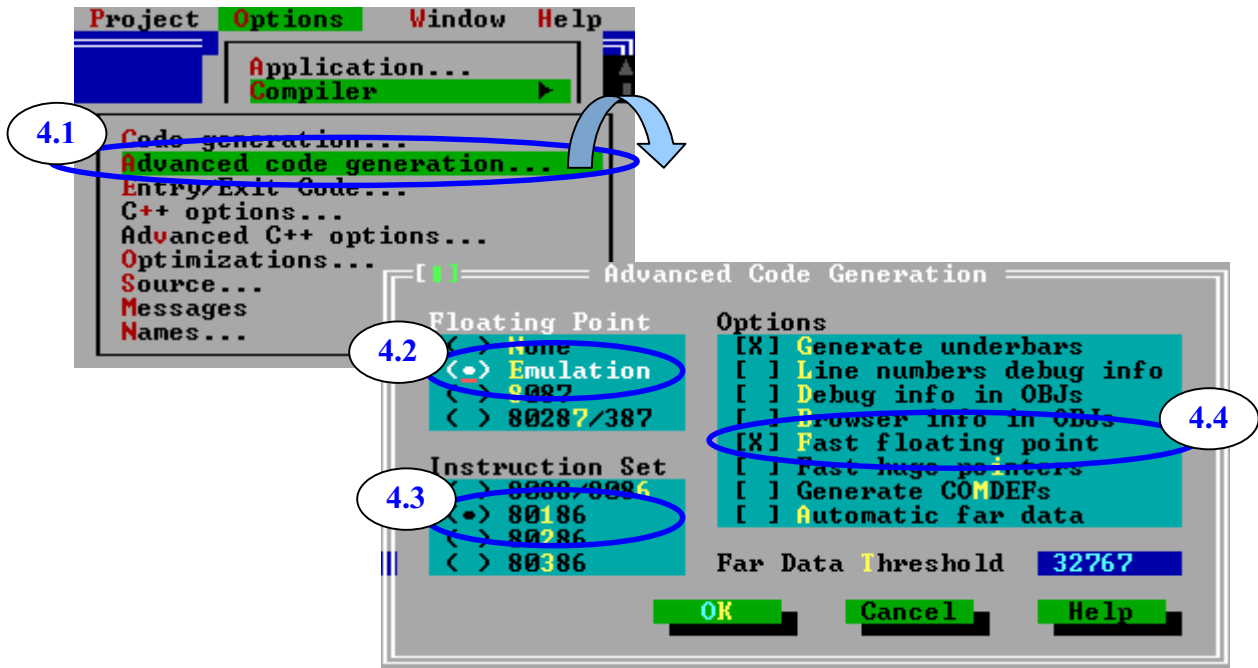 Project Options Window Help
Application...
Compiler
4.1
Code generation...
Advanced code generation...
Entry/Exit Code...
C++ options...
Advanced C++ options...
Optimizations...
Source...
Messages
Names...
Advanced Code Generation
Floating Point
4.2
( ) None
(•) Emulation
( ) 8087
( ) 80287/387
Instruction Set
4.3
( ) 8088/8086
(•) 80186
( ) 80286
( ) 80386
Options
[X] Generate underbars
[ ] Line numbers debug info
[ ] Debug info in OBJs
[ ] Browser info in OBJs
4.4
[X] Fast floating point
[ ] Fast huge pointers
[ ] Generate COMDEFs
[ ] Automatic far data
Far Data Threshold 32767
OK Cancel Help